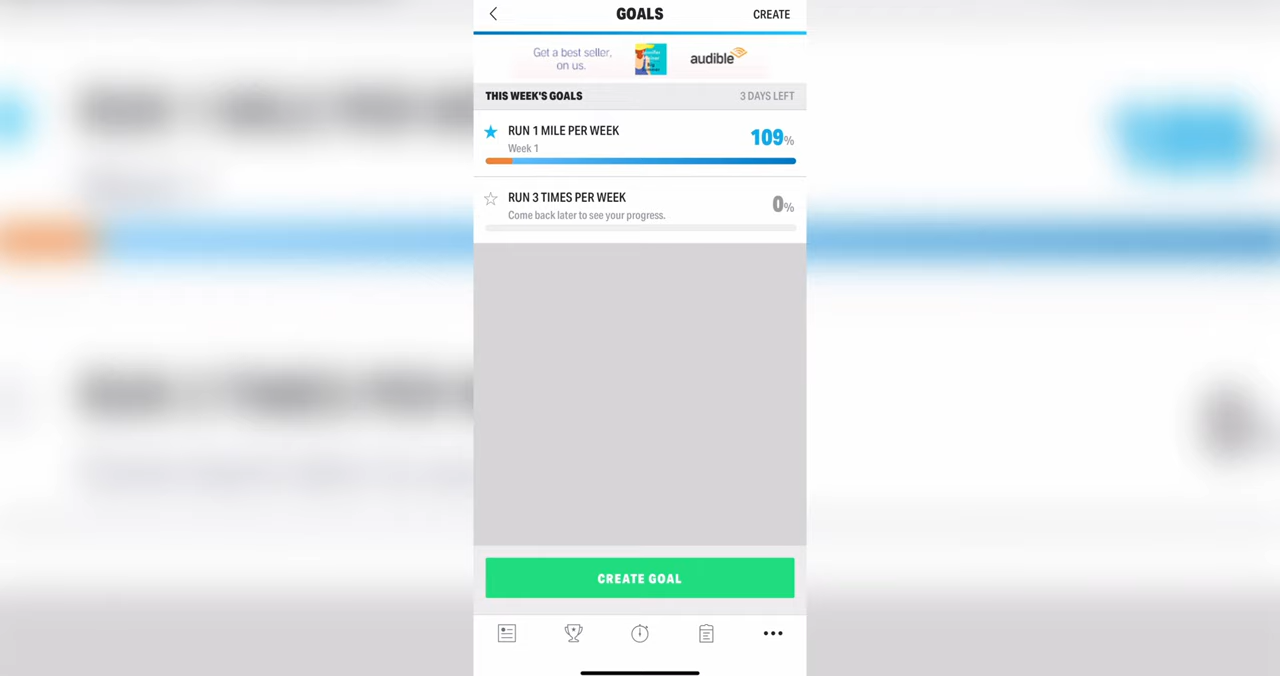 GOALS
CREATE
Get a best seller,
on us.
audible
THIS WEEK'S GOALS
3 DAYS LEFT
RUN 1 MILE PER WEEK
109%
Week 1
RUN 3 TIMES PER WEEK
0%
Come back later to see your progress.
CREATE GOAL